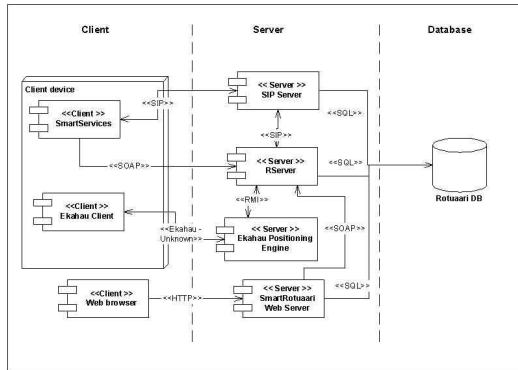 Client
Server
Database
Client device
<<Client >>
SmartServices
<<SIP>>
<< Server >>
SIP Server
<<SQL>>
<<SIP>>
<<SOAP>>
<< Server >>
RServer
<<SQL>>
Rotuaari DB
<<Client >>
Ekahau Client
<<RMI>>
<<Ekahau -
Unknown>>
<< Server >>
Ekahau Positioning
Engine
<<SOAP>>
<<Client >>
Web browser
<<HTTP>>
<< Server >>
SmartRotuaari
Web Server
<<SQL>>